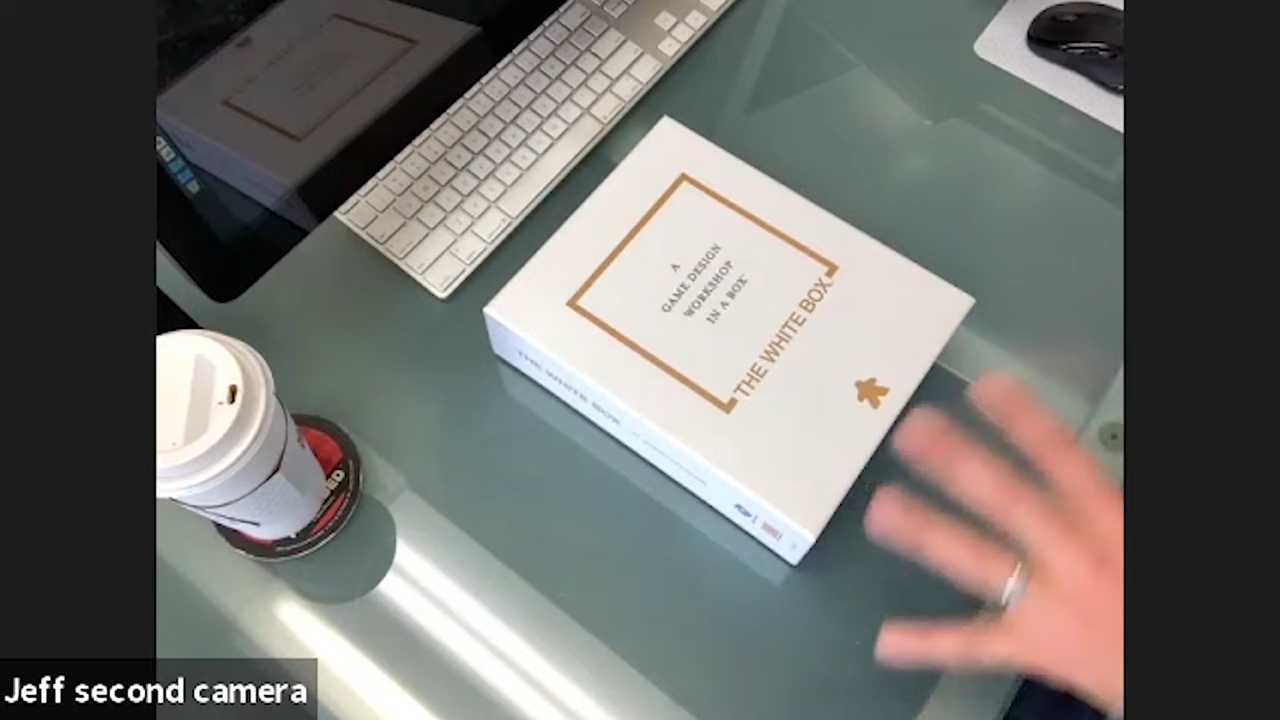 A
GAME DESIGN
WORKSHOP
IN A BOX
THE WHITE BOX
THE WHITE BOX
Jeff second camera